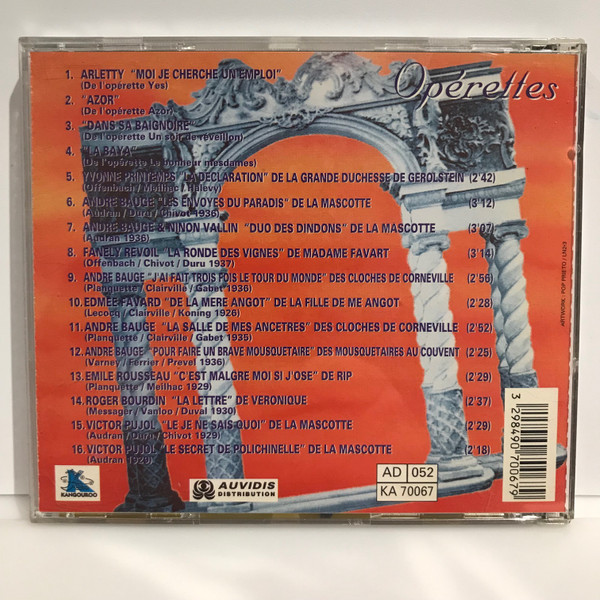 Opérettes
1. ARLETTY "MOI JE CHERCHE UN EMPLOI"
(De l'opérette Yes)
2. "AZOR"
(De l'opérette Azor)
3. "DANS SA BAIGNOIRE"
(De l'opérette Un soir de réveillon)
4. "LA BAYA"
(De l'opérette Le bonheur mesdames)
5. YVONNE PRINTEMPS "LA DECLARATION" DE LA GRANDE DUCHESSE DE GEROLSTEIN (2'42)
(Offenbach / Meilhac / Halévy)
6. ANDRE BAUGE "LES ENVOYES DU PARADIS" DE LA MASCOTTE (3'12)
(Audran / Duru / Chivot 1936)
7. ANDRE BAUGE & NINON VALLIN "DUO DES DINDONS" DE LA MASCOTTE (3'07)
(Audran 1936)
8. FANELY REVOIL "LA RONDE DES VIGNES" DE MADAME FAVART (3'14)
(Offenbach / Chivot / Duru 1937)
9. ANDRE BAUGE "J'AI FAIT TROIS FOIS LE TOUR DU MONDE" DES CLOCHES DE CORNEVILLE (2'56)
(Planquette / Clairville / Gabet 1936)
10. EDMEE FAVARD "DE LA MERE ANGOT" DE LA FILLE DE ME ANGOT (2'28)
(Lecocq / Clairville / Koning 1926)
11. ANDRE BAUGE "LA SALLE DE MES ANCETRES" DES CLOCHES DE CORNEVILLE (2'52)
(Planquette / Clairville / Gabet 1935)
12. ANDRE BAUGE "POUR FAIRE UN BRAVE MOUSQUETAIRE" DES MOUSQUETAIRES AU COUVENT (2'25)
(Varney / Ferrier / Prevel 1936)
13. EMILE ROUSSEAU "C'EST MALGRE MOI SI J'OSE" DE RIP (2'29)
(Planquette / Meilhac 1929)
14. ROGER BOURDIN "LA LETTRE" DE VERONIQUE (2'37)
(Messager / Vanloo / Duval 1930)
15. VICTOR PUJOL "LE JE NE SAIS QUOI" DE LA MASCOTTE (2'29)
(Audran / Duru / Chivot 1929)
16. VICTOR PUJOL "LE SECRET DE POLICHINELLE" DE LA MASCOTTE (2'18)
(Audran 1929)
KANGOUROO
AUVIDIS
DISTRIBUTION
AD 052
KA 70067
3 298490 700679
ARTWORK : POP PRIETO /